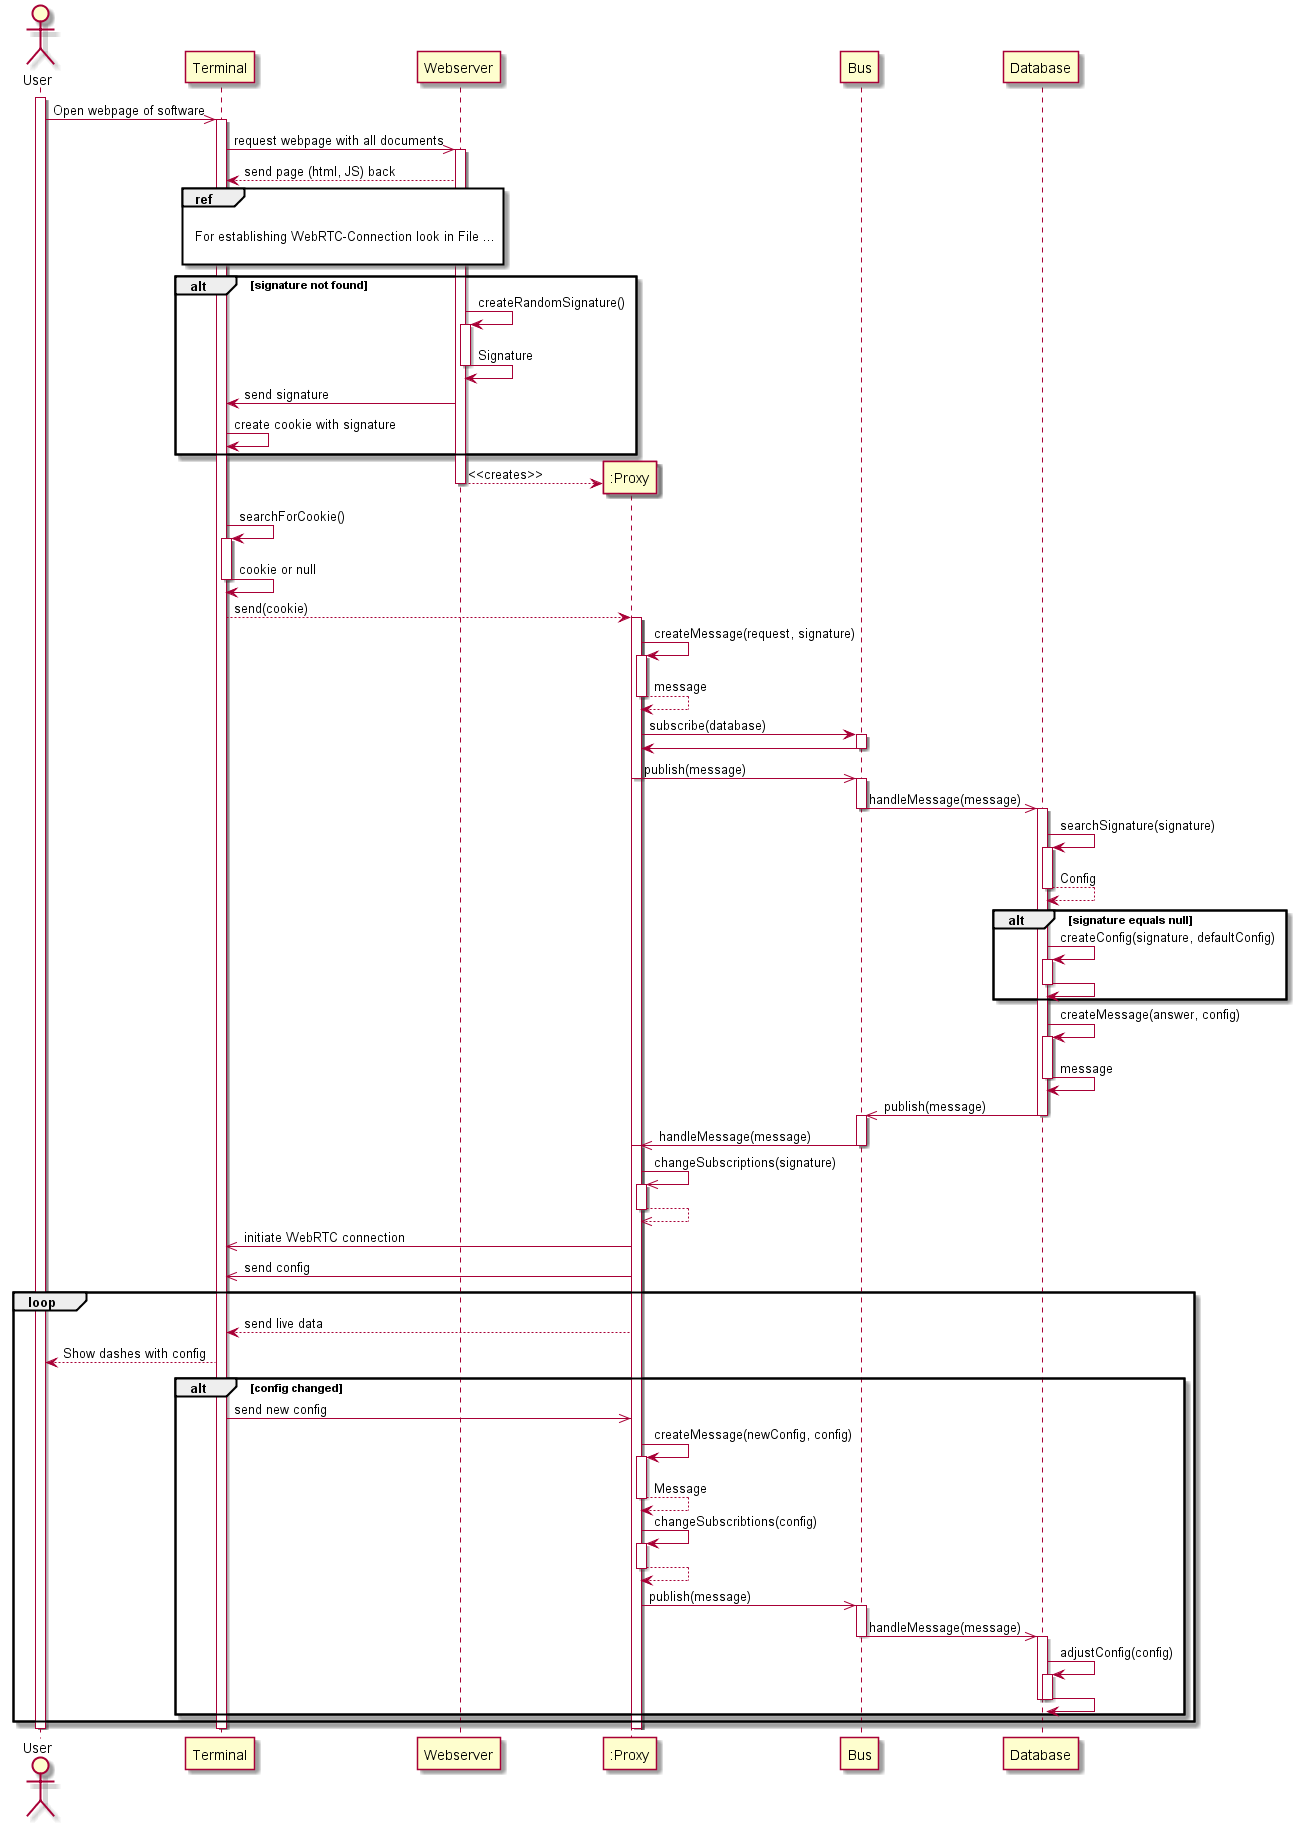 User
Terminal
Webserver
Bus
Database
Open webpage of software
request webpage with all documents
send page (html, JS) back
ref
For establishing WebRTC-Connection look in File ...
alt [signature not found]
createRandomSignature()
Signature
send signature
create cookie with signature
<<creates>>
:Proxy
searchForCookie()
cookie or null
send(cookie)
createMessage(request, signature)
message
subscribe(database)
publish(message)
handleMessage(message)
searchSignature(signature)
Config
alt [signature equals null]
createConfig(signature, defaultConfig)
createMessage(answer, config)
message
publish(message)
handleMessage(message)
changeSubscriptions(signature)
initiate WebRTC connection
send config
loop
send live data
Show dashes with config
alt [config changed]
send new config
createMessage(newConfig, config)
Message
changeSubscribtions(config)
publish(message)
handleMessage(message)
adjustConfig(config)
User
Terminal
Webserver
:Proxy
Bus
Database